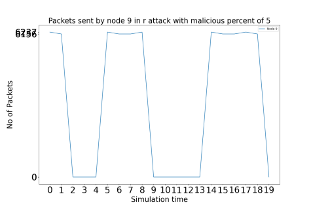 Packets sent by node 9 in r attack with malicious percent of 5
No of Packets
0
0 1 2 3 4 5 6 7 8 9 10 11 12 13 14 15 16 17 18 19
Simulation time